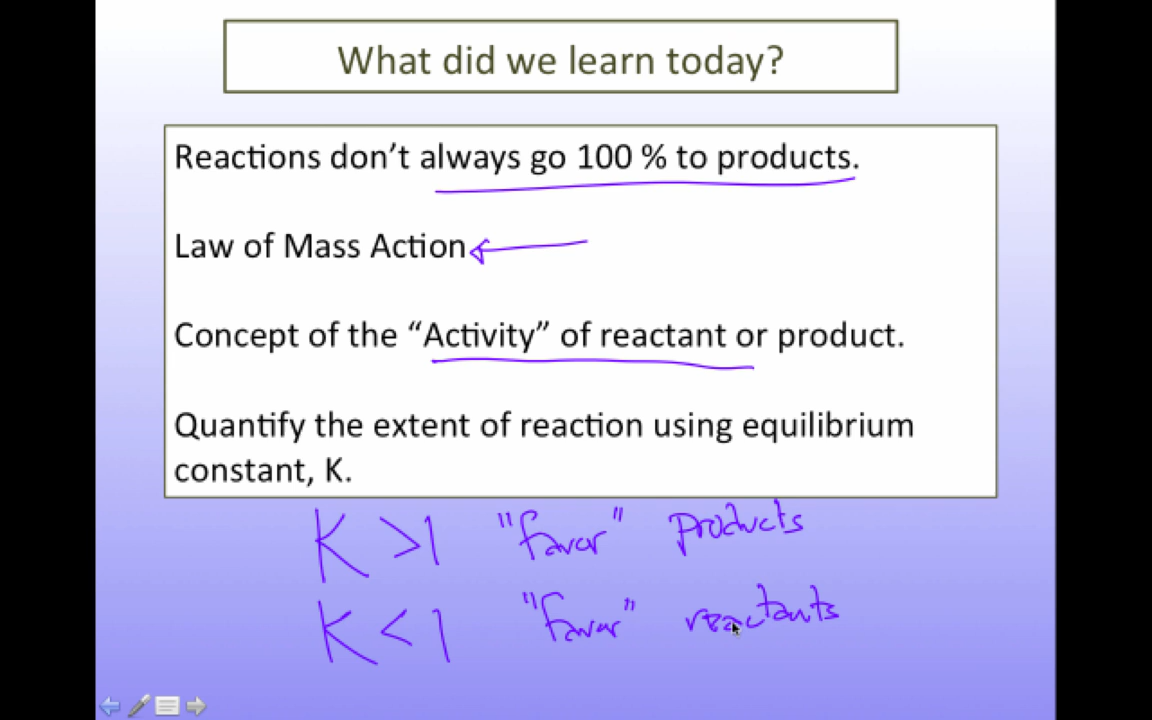 What did we learn today?
Reactions don’t always go 100 % to products.
Law of Mass Action
Concept of the “Activity” of reactant or product.
Quantify the extent of reaction using equilibrium
constant, K.
K >1 "favor" products
K < 1 "favor" reactants